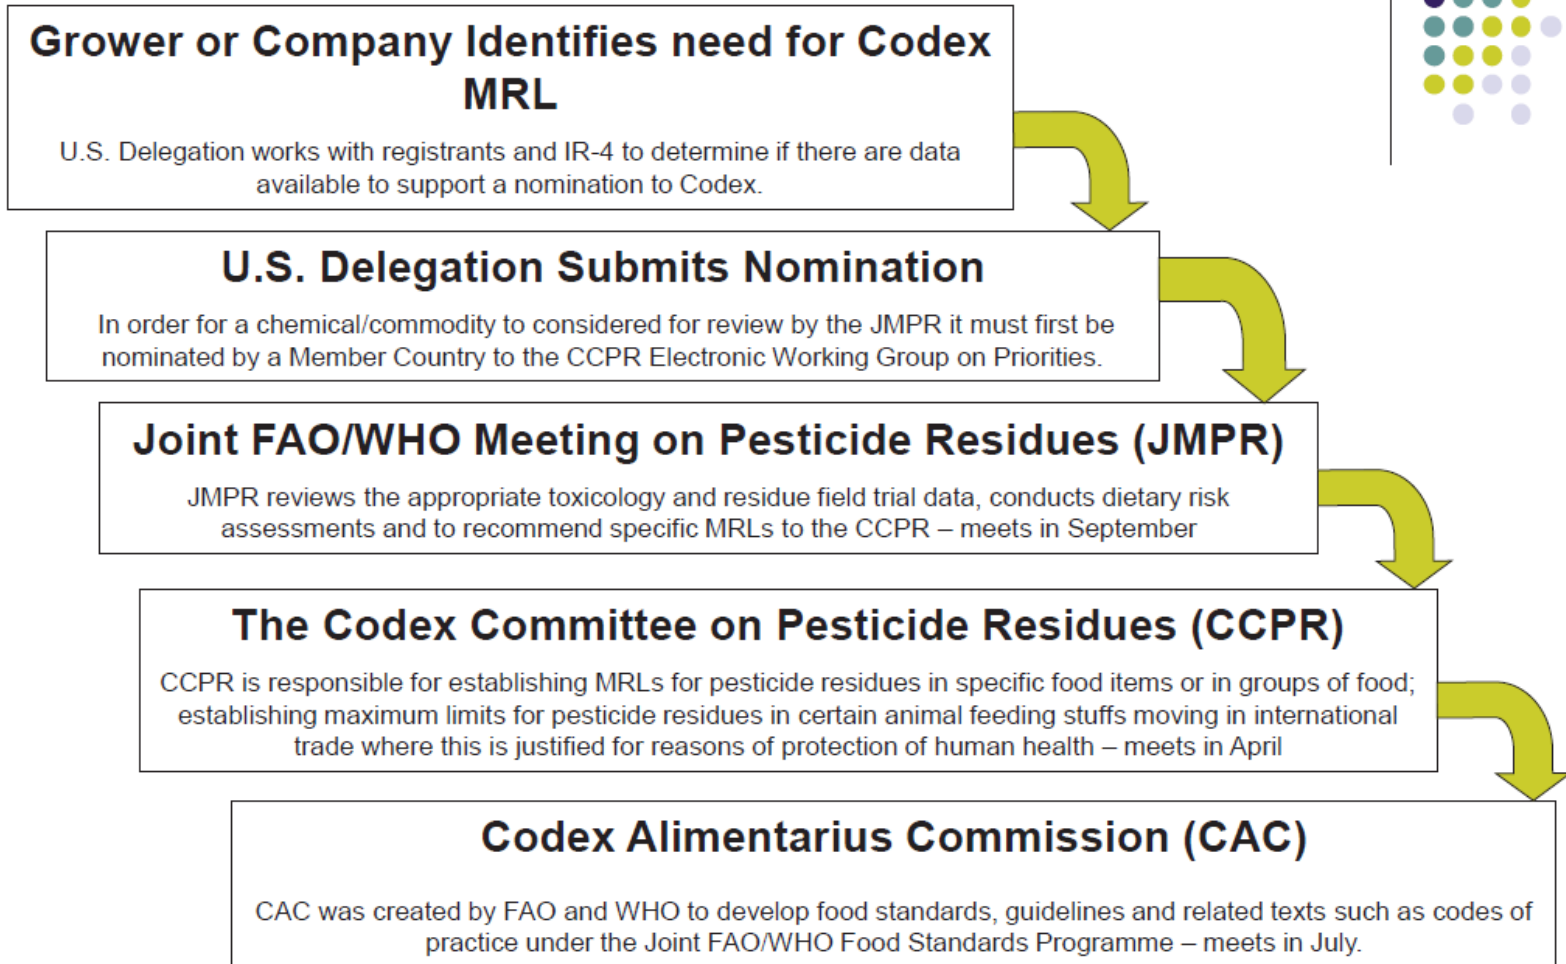 Grower or Company Identifies need for Codex
MRL
U.S. Delegation works with registrants and IR-4 to determine if there are data
available to support a nomination to Codex.
U.S. Delegation Submits Nomination
In order for a chemical/commodity to considered for review by the JMPR it must first be
nominated by a Member Country to the CCPR Electronic Working Group on Priorities.
Joint FAO/WHO Meeting on Pesticide Residues (JMPR)
JMPR reviews the appropriate toxicology and residue field trial data, conducts dietary risk
assessments and to recommend specific MRLs to the CCPR – meets in September
The Codex Committee on Pesticide Residues (CCPR)
CCPR is responsible for establishing MRLs for pesticide residues in specific food items or in groups of food;
establishing maximum limits for pesticide residues in certain animal feeding stuffs moving in international
trade where this is justified for reasons of protection of human health – meets in April
Codex Alimentarius Commission (CAC)
CAC was created by FAO and WHO to develop food standards, guidelines and related texts such as codes of
practice under the Joint FAO/WHO Food Standards Programme – meets in July.